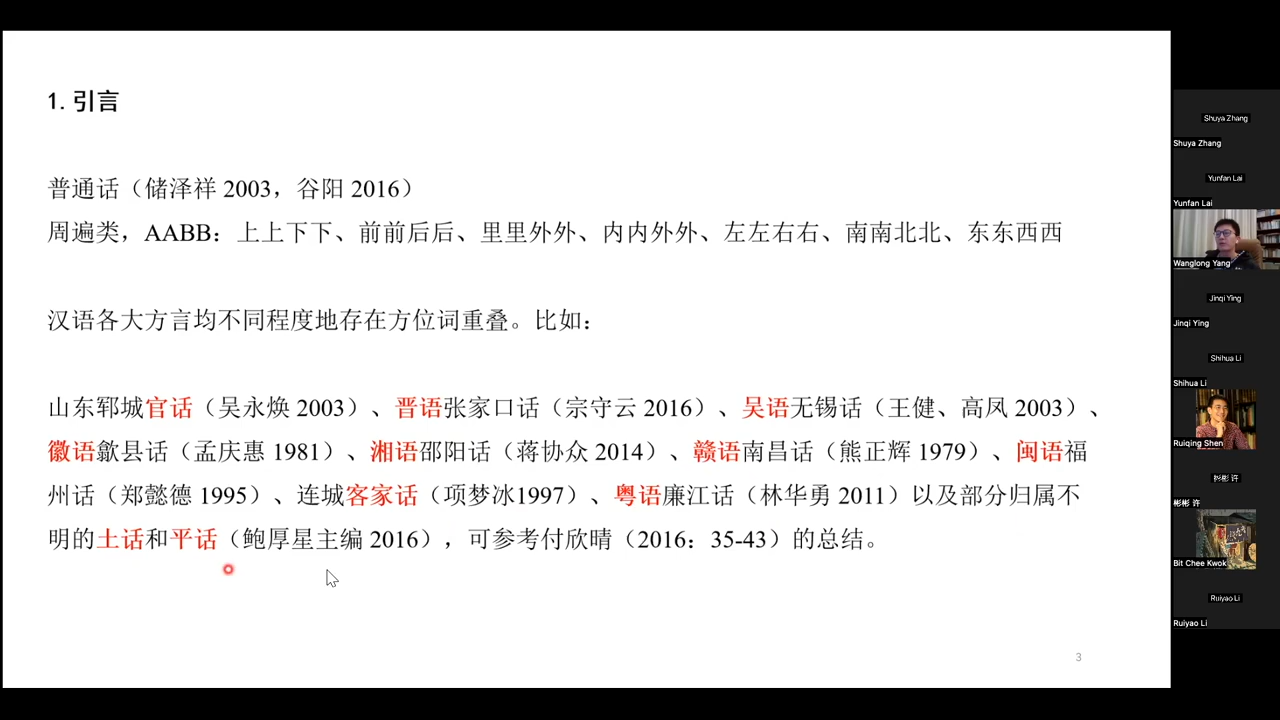 1. 引言
普通话（储泽祥 2003，谷阳 2016）
周遍类，AABB：上上下下、前前后后、里里外外、内内外外、左左右右、南南北北、东东西西
汉语各大方言均不同程度地存在方位词重叠。比如：
山东郓城官话（吴永焕 2003）、晋语张家口话（宗守云 2016）、吴语无锡话（王健、高凤 2003）、
徽语歙县话（孟庆惠 1981）、湘语邵阳话（蒋协众 2014）、赣语南昌话（熊正辉 1979）、闽语福
州话（郑懿德 1995）、连城客家话（项梦冰1997）、粤语廉江话（林华勇 2011）以及部分归属不
明的土话和平话（鲍厚星主编 2016），可参考付欣晴（2016：35-43）的总结。
3
Shuya Zhang
Shuya Zhang
Yunfan Lai
Yunfan Lai
Wanglong Yang
Jinqi Ying
Jinqi Ying
Shihua Li
Shihua Li
Ruiqing Shen
彬彬 许
彬彬 许
Bit Chee Kwok
Ruiyao Li
Ruiyao Li